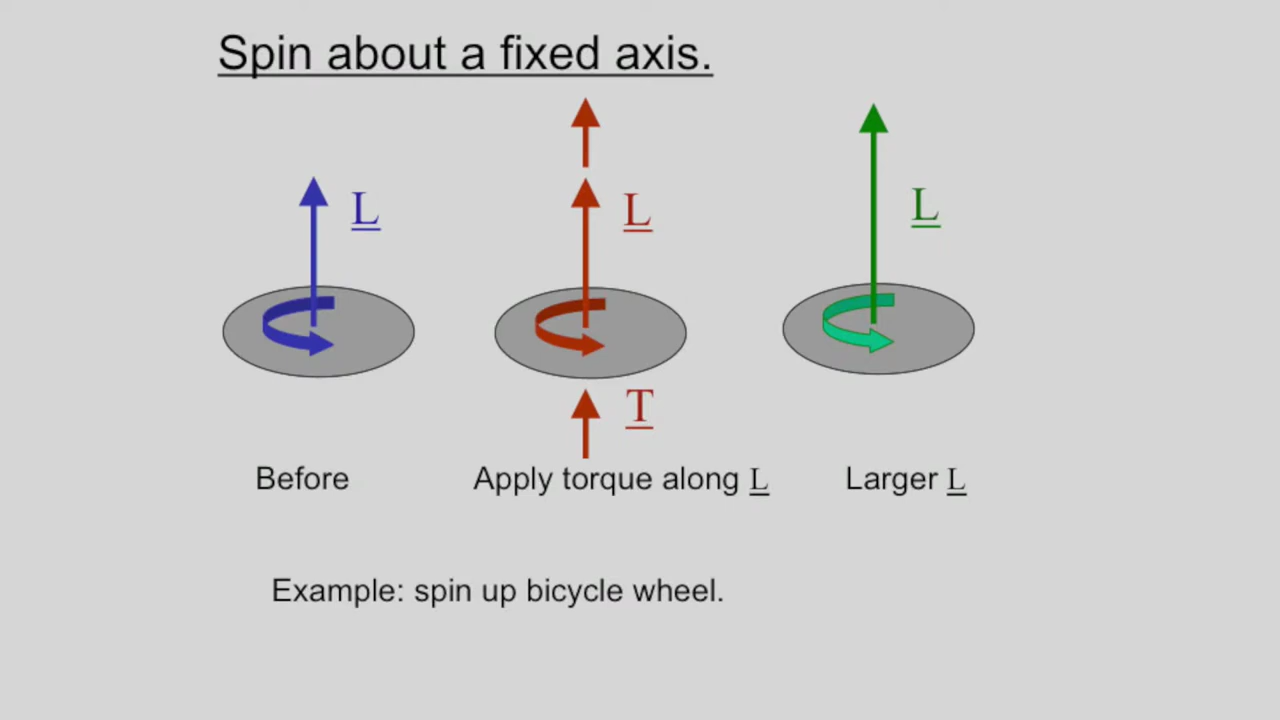 Spin about a fixed axis.
L
L
L
T
Before
Apply torque along L
Larger L
Example: spin up bicycle wheel.